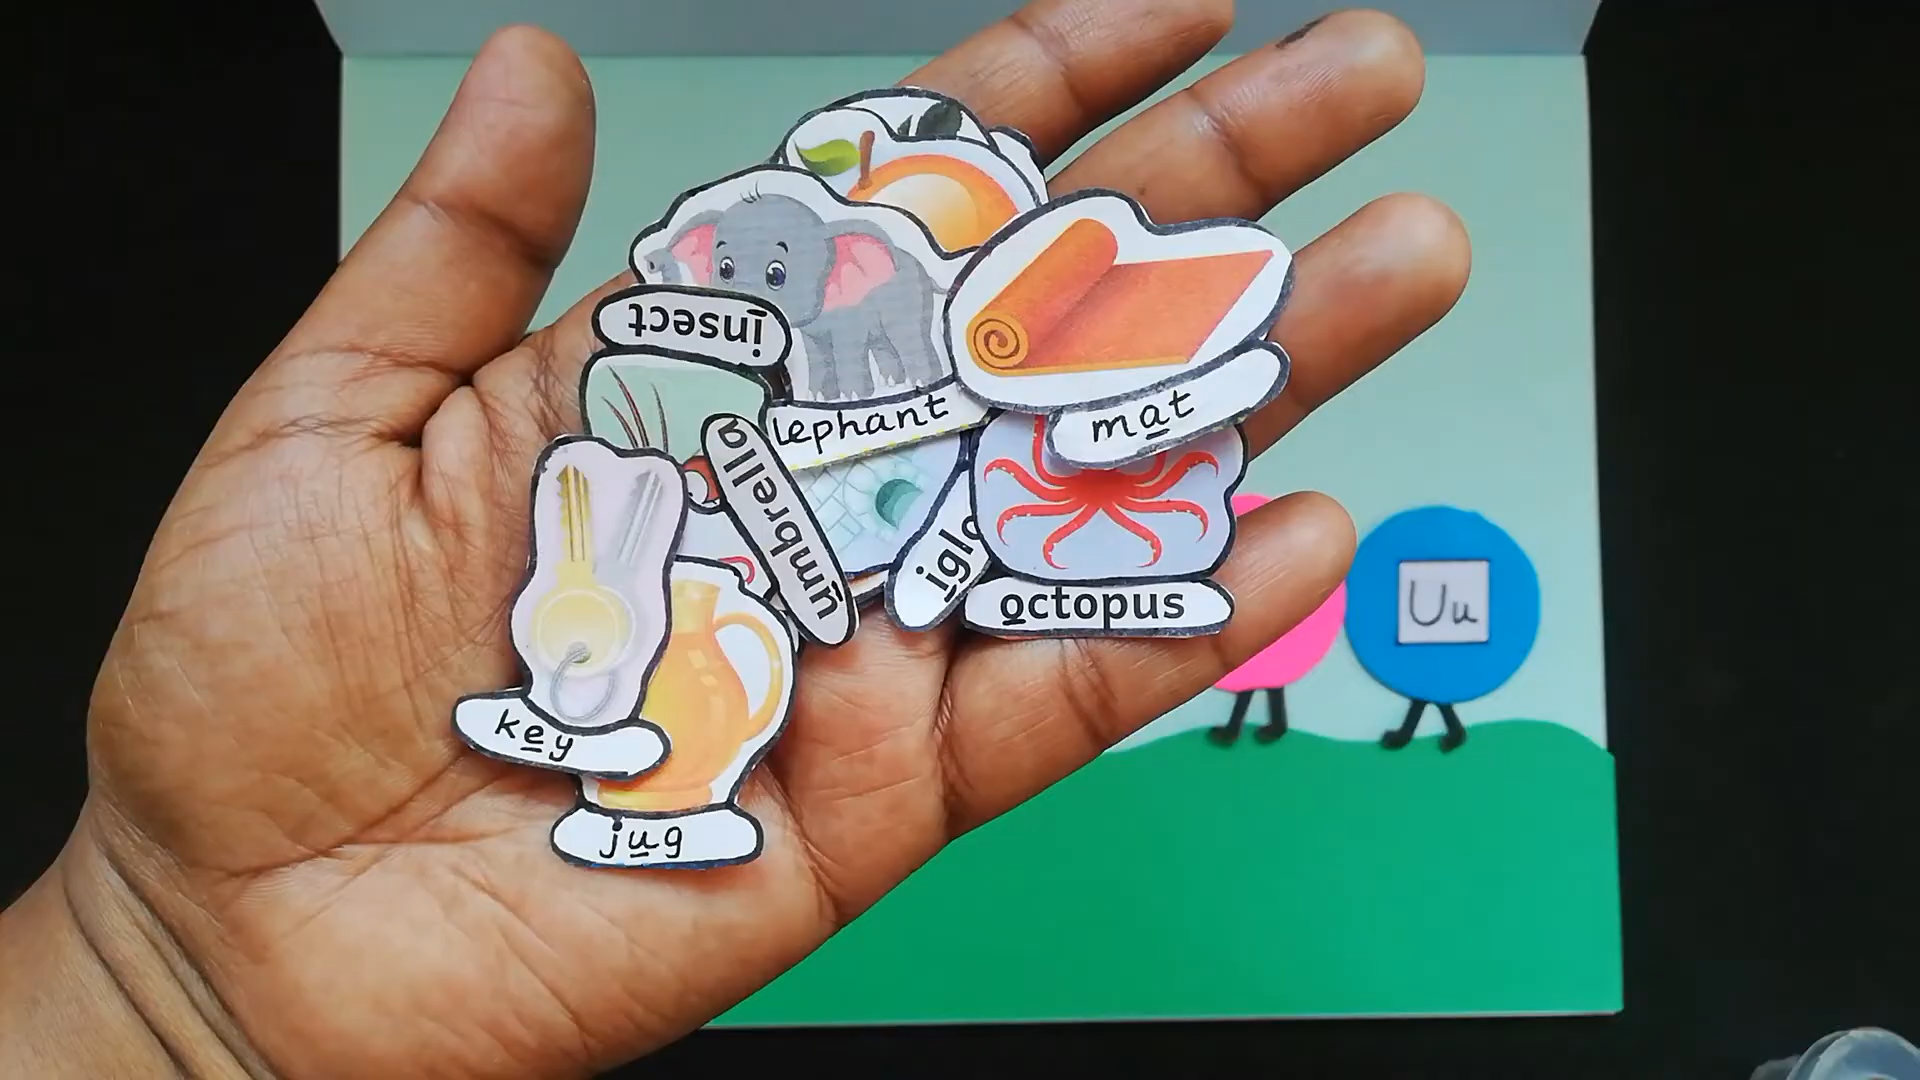 insect
lephant
mat
umbrella
iglo
octopus
Uu
key
jug